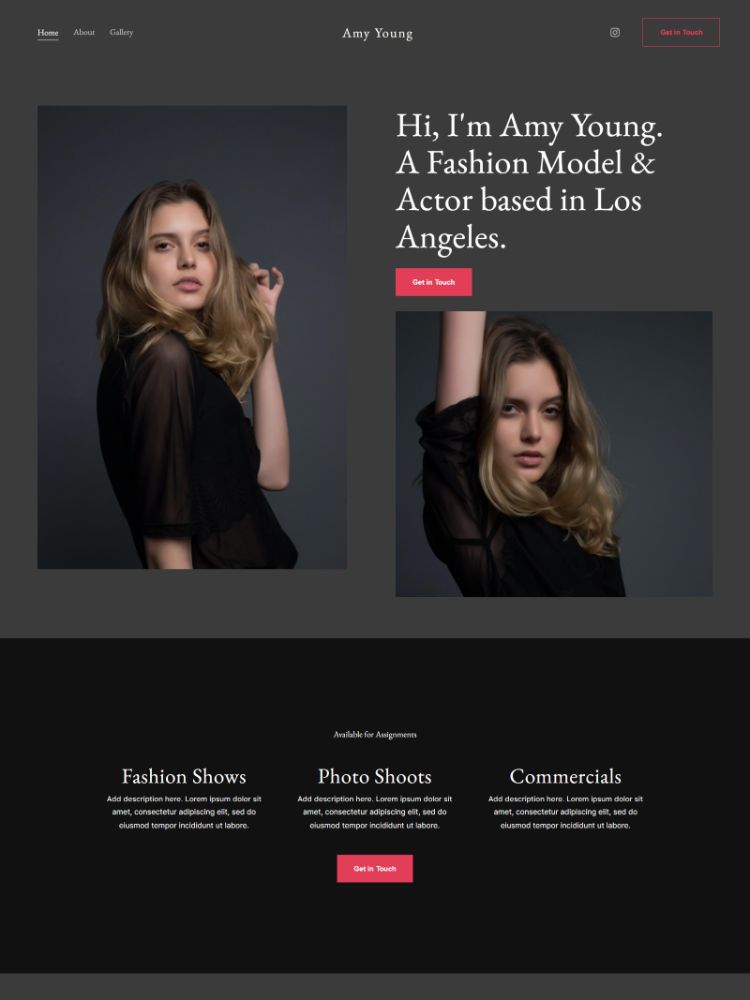 Home About Gallery
Amy Young
Get in Touch
Hi, I'm Amy Young.
A Fashion Model &
Actor based in Los
Angeles.
Get in Touch
Available for Assignments
Fashion Shows
Add description here. Lorem ipsum dolor sit
amet, consectetur adipiscing elit, sed do
eiusmod tempor incididunt ut labore.
Photo Shoots
Add description here. Lorem ipsum dolor sit
amet, consectetur adipiscing elit, sed do
eiusmod tempor incididunt ut labore.
Commercials
Add description here. Lorem ipsum dolor sit
amet, consectetur adipiscing elit, sed do
eiusmod tempor incididunt ut labore.
Get in Touch